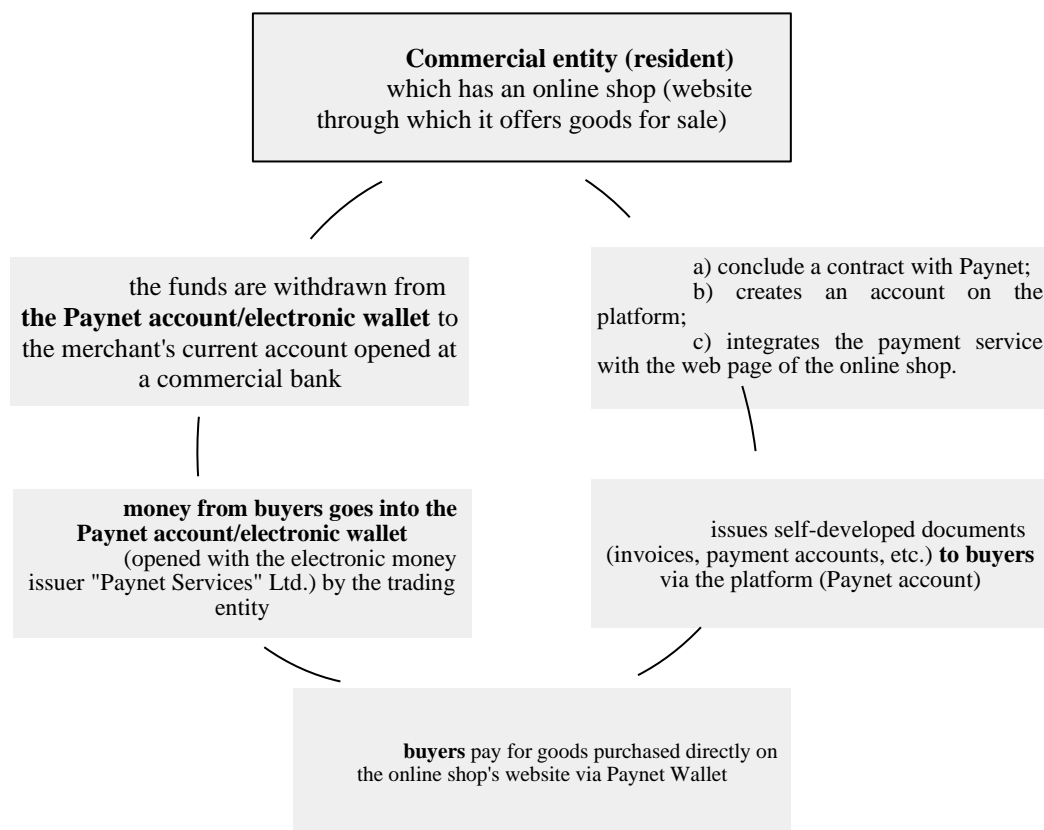 Commercial entity (resident)
which has an online shop (website
through which it offers goods for sale)
a) conclude a contract with Paynet;
b) creates an account on the
platform;
c) integrates the payment service
with the web page of the online shop.
issues self-developed documents
(invoices, payment accounts, etc.) to buyers
via the platform (Paynet account)
buyers pay for goods purchased directly on
the online shop's website via Paynet Wallet
money from buyers goes into the
Paynet account/electronic wallet
(opened with the electronic money
issuer "Paynet Services" Ltd.) by the trading
entity
the funds are withdrawn from
the Paynet account/electronic wallet to
the merchant's current account opened at
a commercial bank